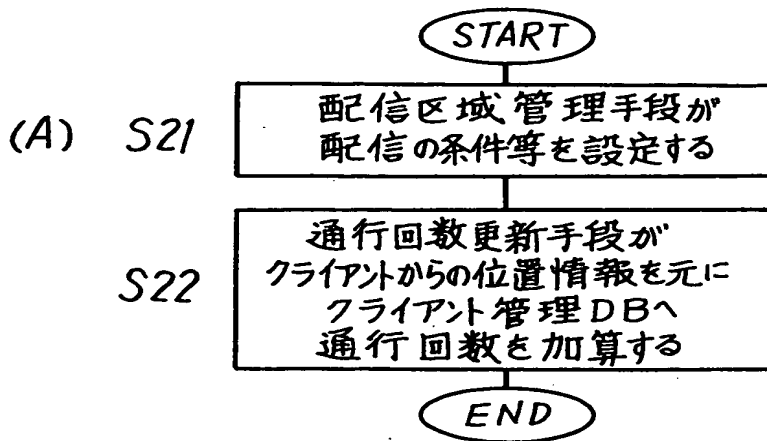 START
(A) S21
配信区域管理手段が
配信の条件等を設定する
S22
通行回数更新手段が
クライアントからの位置情報を元に
クライアント管理DBへ
通行回数を加算する
END